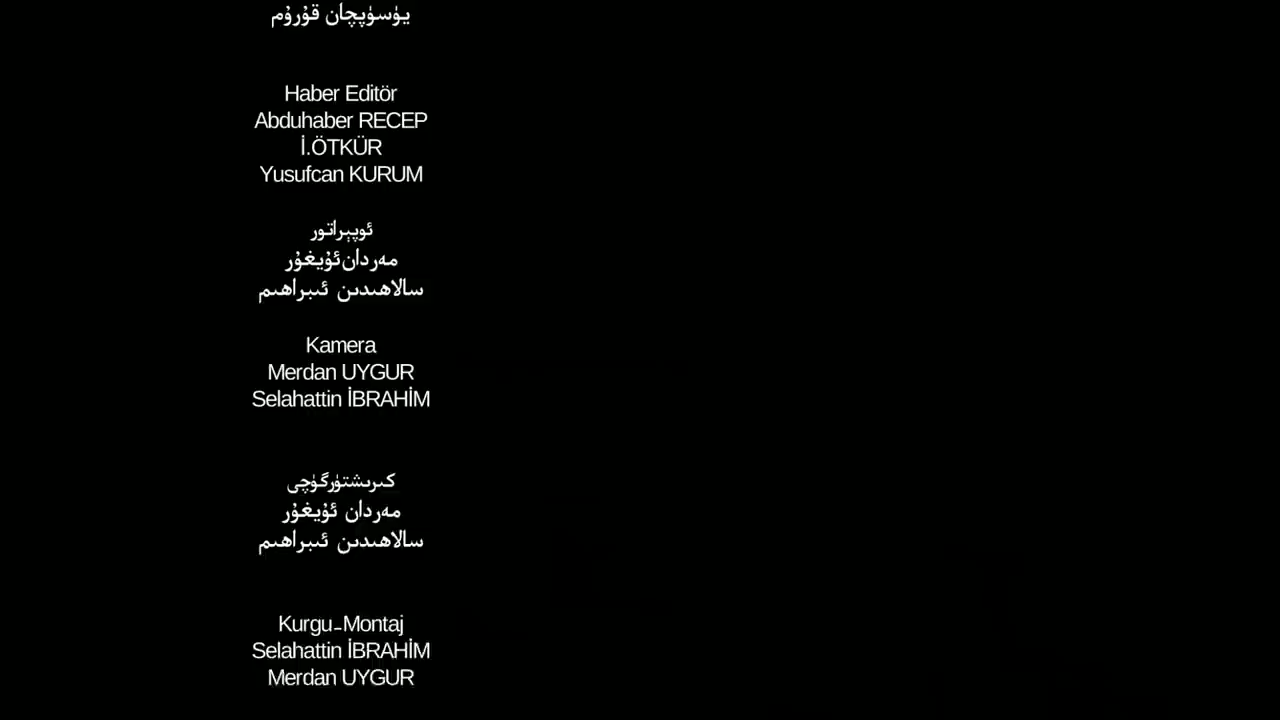 يۈسۈپچان قۇرۇم
Haber Editör
Abduhaber RECEP
İ.ÖTKÜR
Yusufcan KURUM
ئوپېراتور
مەردان ئۇيغۇر
سالاھىدىن ئىبراھىم
Kamera
Merdan UYGUR
Selahattin İBRAHİM
كىرىشتۈرگۈچى
مەردان ئۇيغۇر
سالاھىدىن ئىبراھىم
Kurgu-Montaj
Selahattin İBRAHİM
Merdan UYGUR